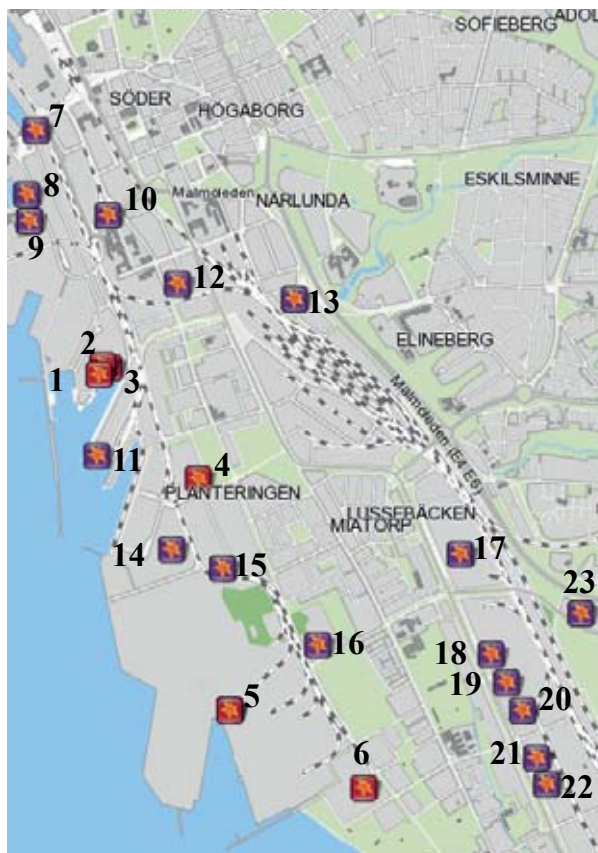 SOFIEBERG
SÖDER
HÖGABORG
7
ESKILSMINNE
Malmöleden
NÄRLUNDA
8
10
9
12
13
ELINEBERG
2
1
3
Malmöleden (E4 E6)
11
4
PLANTERINGEN
LUSSEBÄCKEN
MIATORP
14
15
17
23
16
18
19
5
20
6
21
22